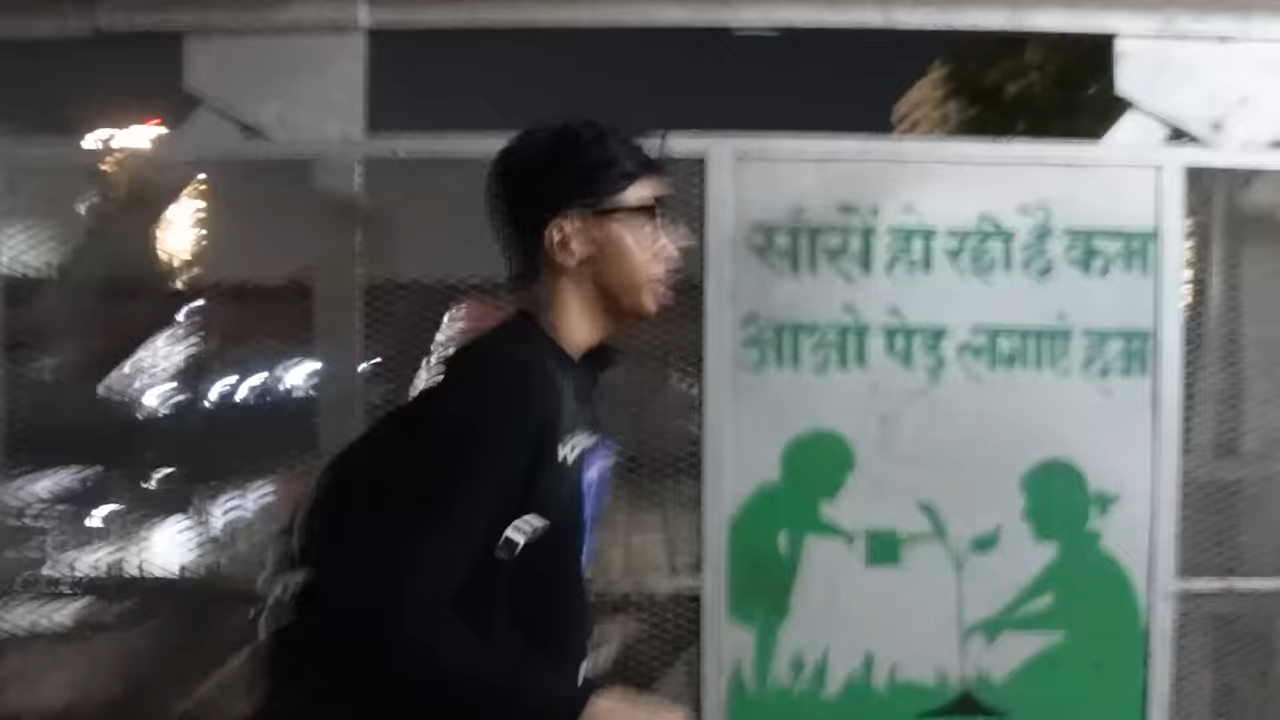 सांसें हो रही है कम
आओ पेड़ लगाएं हम